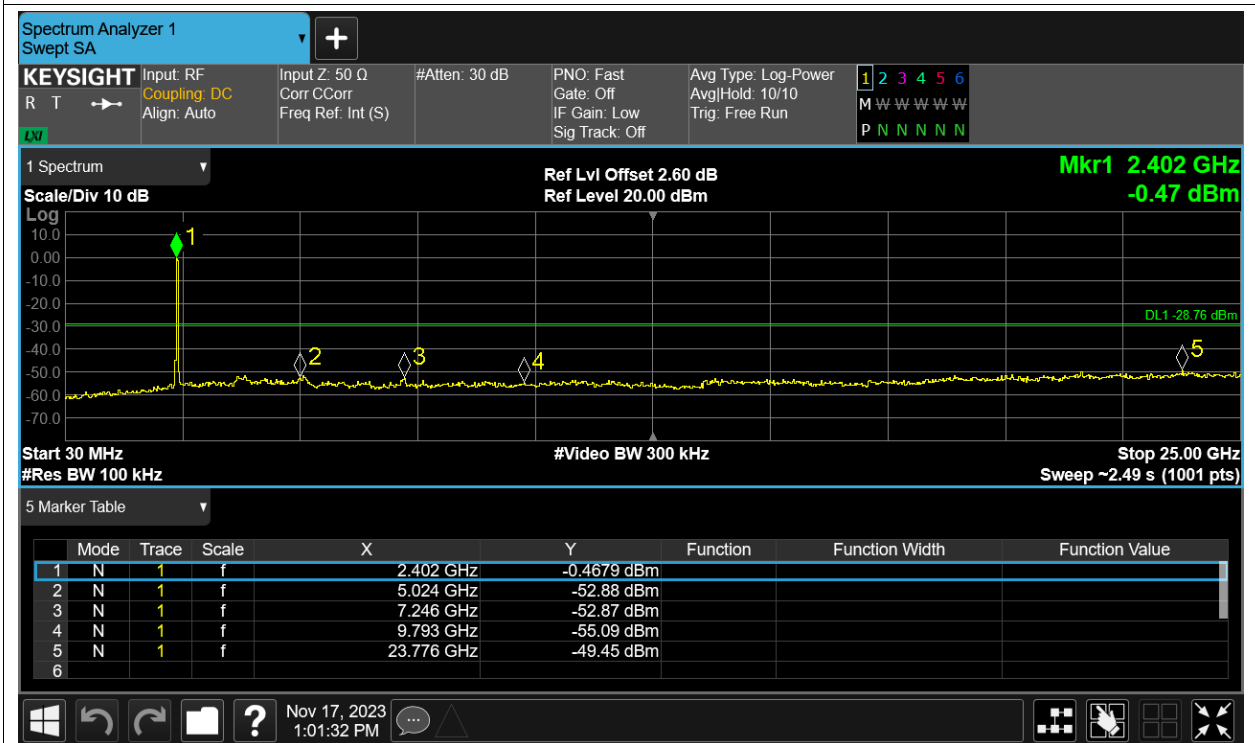 Spectrum Analyzer 1
Swept SA
KEYSIGHT
R T
LXI
Input: RF
Coupling: DC
Align: Auto
Input Z: 50 Ω
Corr CCorr
Freq Ref: Int (S)
#Atten: 30 dB
PNO: Fast
Gate: Off
IF Gain: Low
Sig Track: Off
Avg Type: Log-Power
Avg|Hold: 10/10
Trig: Free Run
1 2 3 4 5 6
M W W W W W
P N N N N N
1 Spectrum
Scale/Div 10 dB
Ref Lvl Offset 2.60 dB
Ref Level 20.00 dBm
Mkr1 2.402 GHz
-0.47 dBm
Log
10.0
0.00
-10.0
-20.0
-30.0
-40.0
-50.0
-60.0
-70.0
1
2
3
4
5
DL1 -28.76 dBm
Start 30 MHz
#Video BW 300 kHz
Stop 25.00 GHz
#Res BW 100 kHz
Sweep ~2.49 s (1001 pts)
5 Marker Table
Mode Trace Scale X Y Function Function Width Function Value
1 N 1 f 2.402 GHz -0.4679 dBm
2 N 1 f 5.024 GHz -52.88 dBm
3 N 1 f 7.246 GHz -52.87 dBm
4 N 1 f 9.793 GHz -55.09 dBm
5 N 1 f 23.776 GHz -49.45 dBm
6
?
Nov 17, 2023
1:01:32 PM